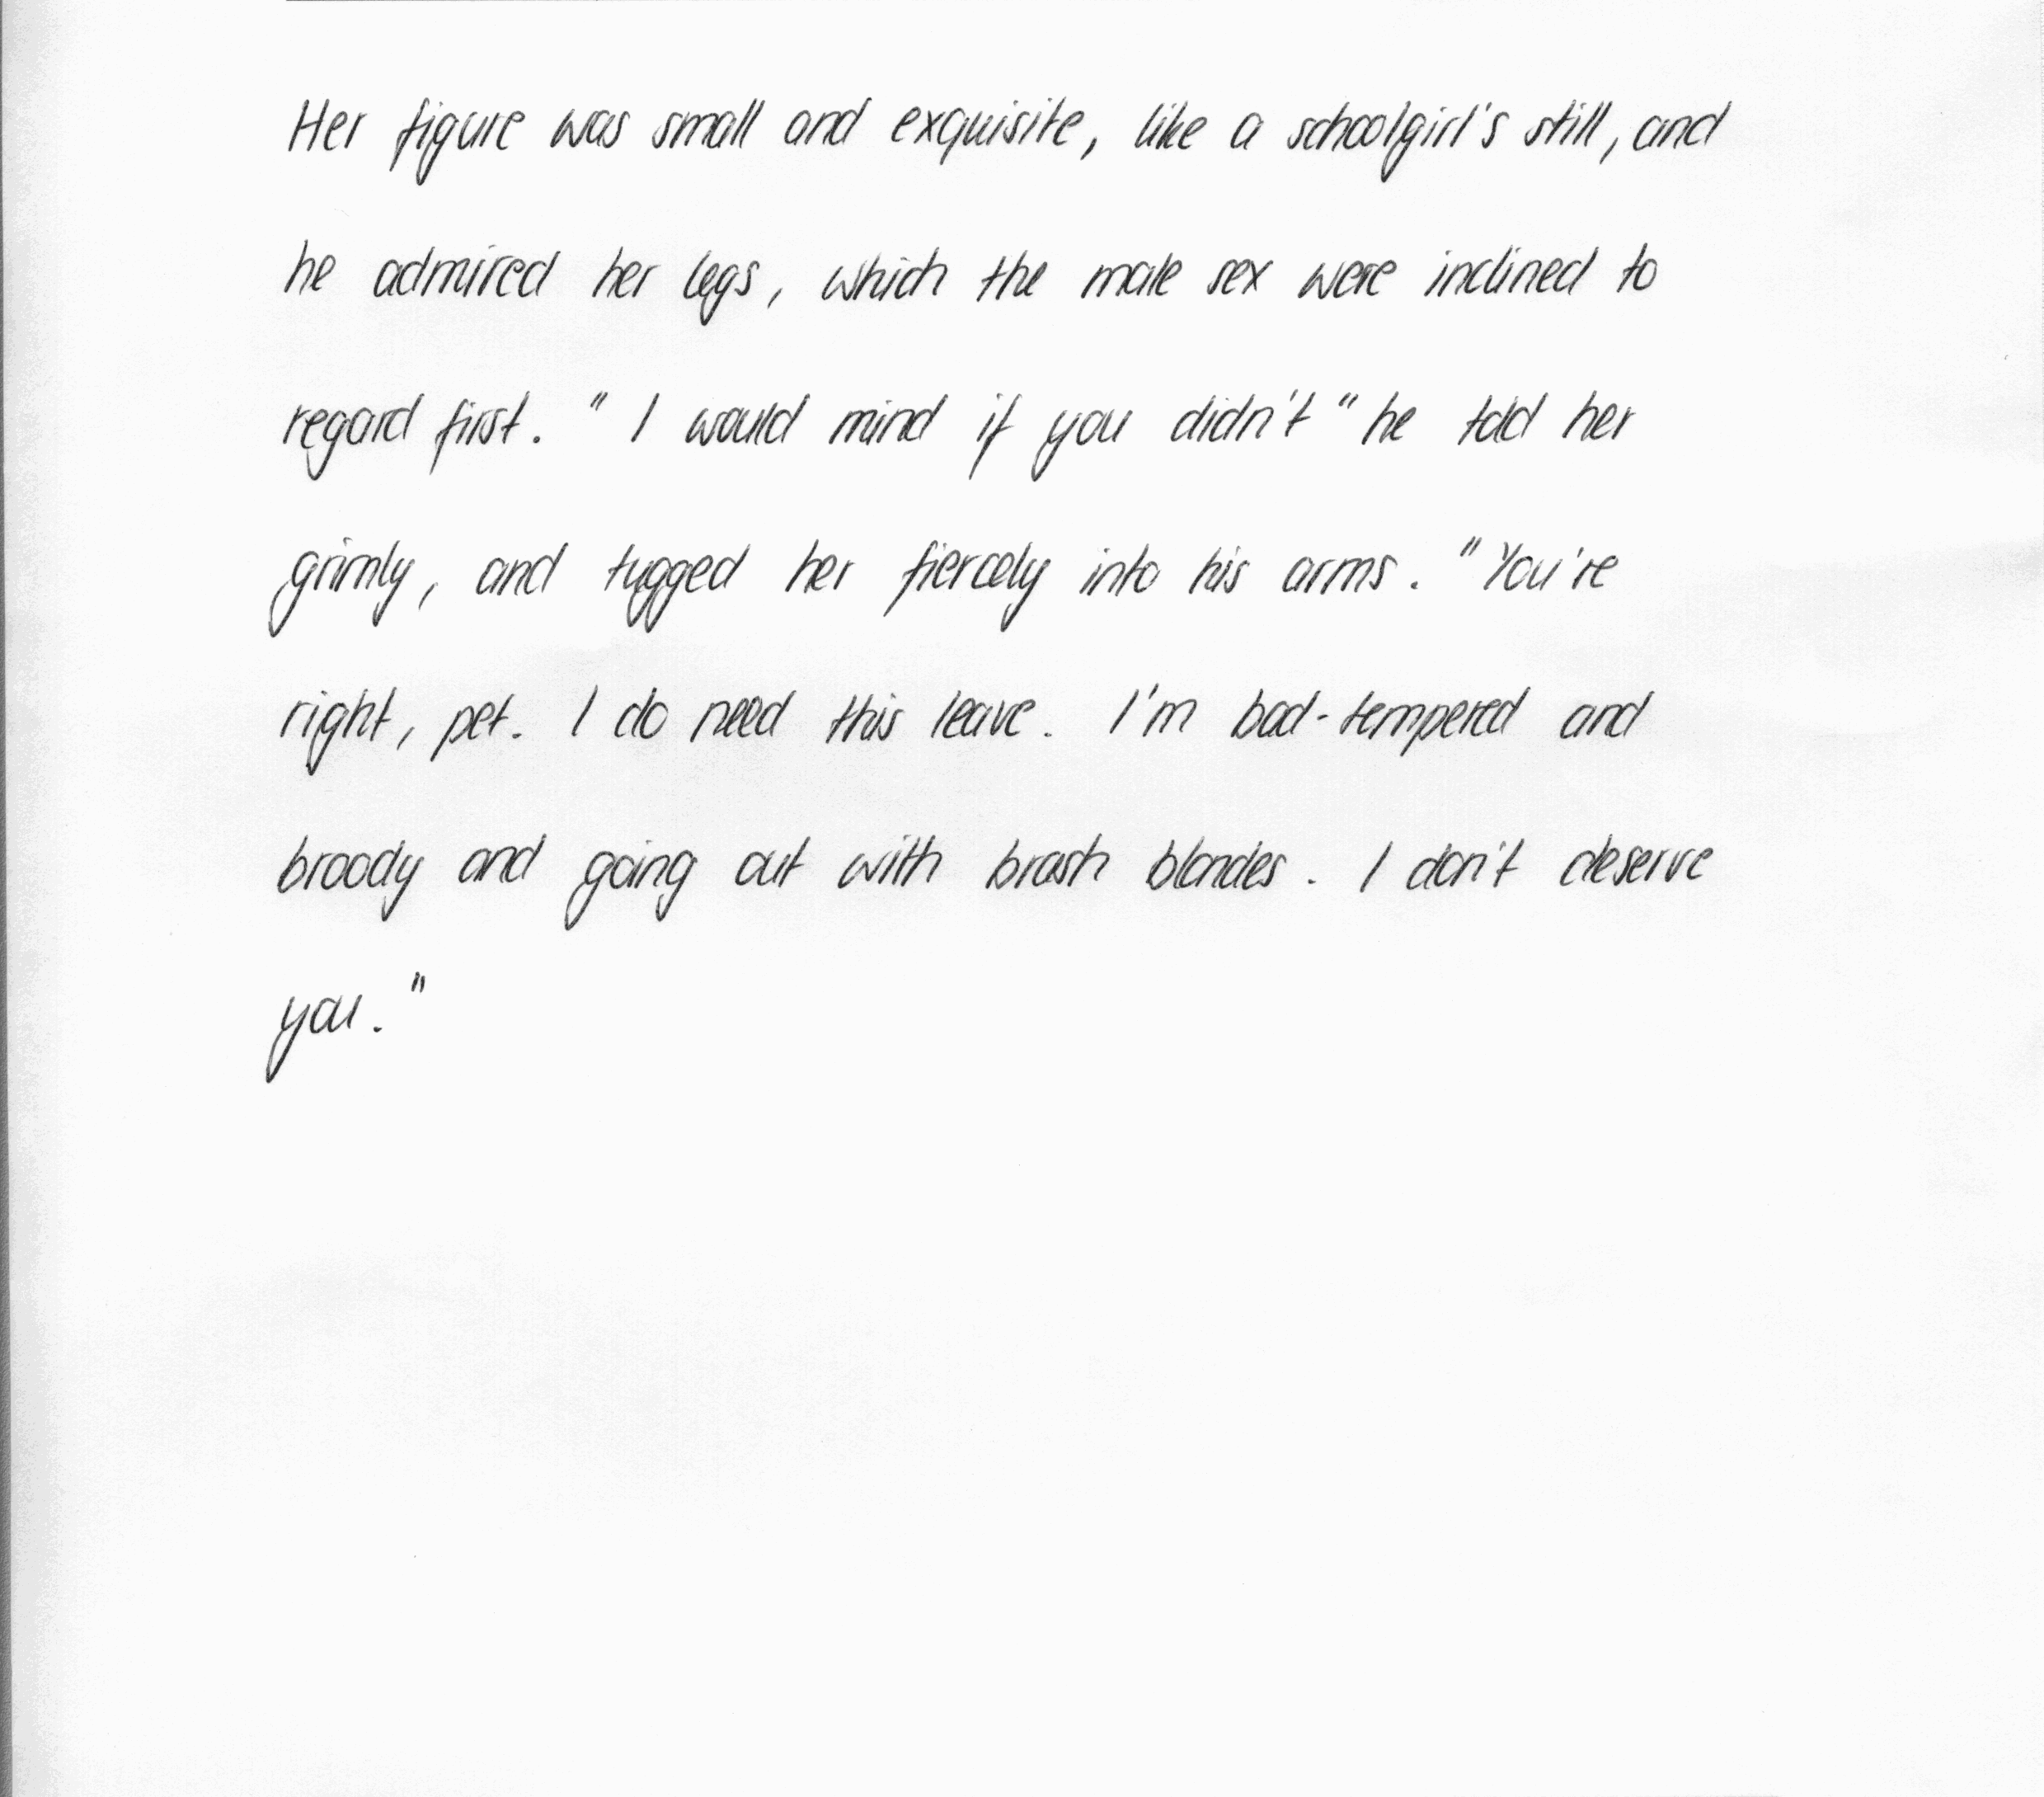 Her figure was small and exquisite, like a schoolgirl's still, and
he admired her legs, which the male sex were inclined to
regard first. "I would mind if you didn't" he told her
grimly, and tugged her fiercely into his arms. "You're
right, pet. I do need this leave. I'm bad-tempered and
broody and going out with brash blondes. I don't deserve
you."